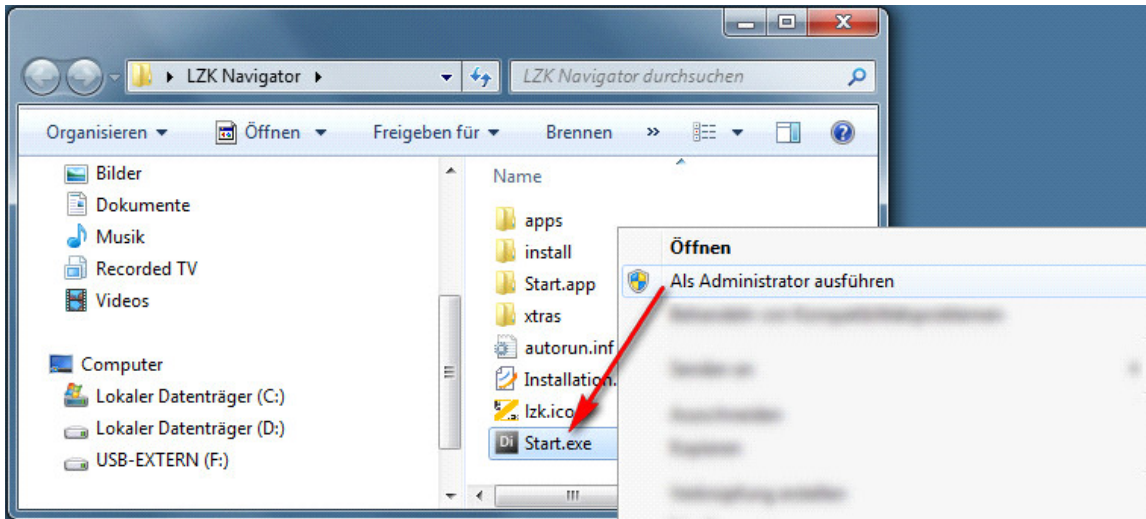 LZK Navigator
LZK Navigator durchsuchen
Organisieren
Öffnen
Freigeben für
Brennen
»
Bilder
Dokumente
Musik
Recorded TV
Videos
Computer
Lokaler Datenträger (C:)
Lokaler Datenträger (D:)
USB-EXTERN (F:)
Name
apps
install
Start.app
xtras
autorun.inf
Installation.
lzk.ico
Di Start.exe
Öffnen
Als Administrator ausführen